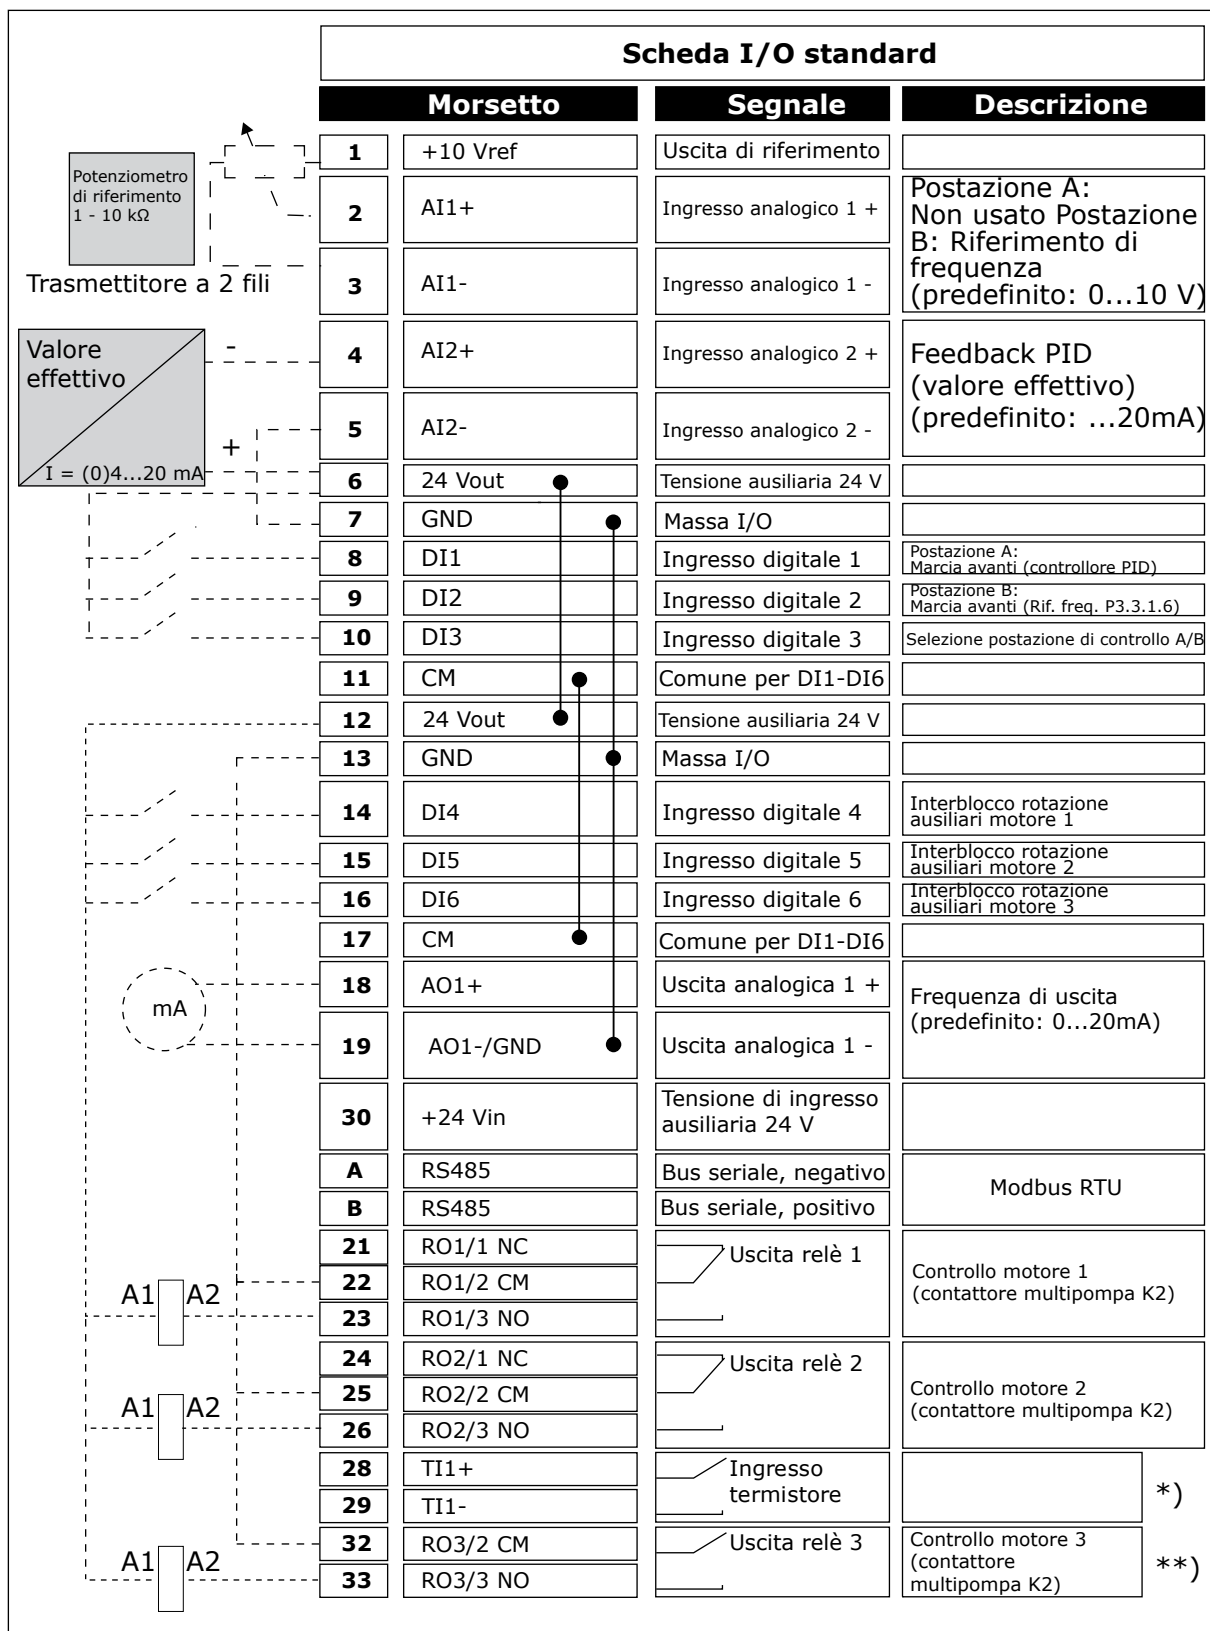 Scheda I/O standard
Morsetto Segnale Descrizione
Potenziometro
di riferimento
1 - 10 kΩ
Trasmettitore a 2 fili
Valore
effettivo
-
+
I = (0)4...20 mA
1 +10 Vref Uscita di riferimento
2 AI1+ Ingresso analogico 1 +
3 AI1- Ingresso analogico 1 -
Postazione A:
Non usato Postazione
B: Riferimento di
frequenza
(predefinito: 0...10 V)
4 AI2+ Ingresso analogico 2 +
5 AI2- Ingresso analogico 2 -
Feedback PID
(valore effettivo)
(predefinito: ...20mA)
6 24 Vout Tensione ausiliaria 24 V
7 GND Massa I/O
8 DI1 Ingresso digitale 1
Postazione A:
Marcia avanti (controllore PID)
9 DI2 Ingresso digitale 2
Postazione B:
Marcia avanti (Rif. freq. P3.3.1.6)
10 DI3 Ingresso digitale 3 Selezione postazione di controllo A/B
11 CM Comune per DI1-DI6
12 24 Vout Tensione ausiliaria 24 V
13 GND Massa I/O
14 DI4 Ingresso digitale 4
Interblocco rotazione
ausiliari motore 1
15 DI5 Ingresso digitale 5
Interblocco rotazione
ausiliari motore 2
16 DI6 Ingresso digitale 6
Interblocco rotazione
ausiliari motore 3
17 CM Comune per DI1-DI6
mA
18 AO1+ Uscita analogica 1 +
19 AO1-/GND Uscita analogica 1 -
Frequenza di uscita
(predefinito: 0...20mA)
30 +24 Vin
Tensione di ingresso
ausiliaria 24 V
A RS485 Bus seriale, negativo
B RS485 Bus seriale, positivo
Modbus RTU
21 RO1/1 NC
22 RO1/2 CM
23 RO1/3 NO
Uscita relè 1
Controllo motore 1
(contattore multipompa K2)
A1 A2
24 RO2/1 NC
25 RO2/2 CM
26 RO2/3 NO
Uscita relè 2
Controllo motore 2
(contattore multipompa K2)
A1 A2
28 TI1+
29 TI1-
Ingresso
termistore
*)
32 RO3/2 CM
33 RO3/3 NO
Uscita relè 3
Controllo motore 3
(contattore
multipompa K2)
**)
A1 A2